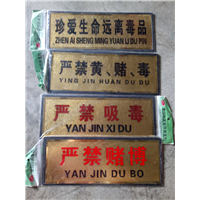 珍爱生命远离毒品
ZHEN AI SHENG MING YUAN LI DU PIN
严禁黄、赌、毒
YING JIN HUAN DU DU
严禁吸毒
YAN JIN XI DU
严禁赌博
YAN JIN DU BO